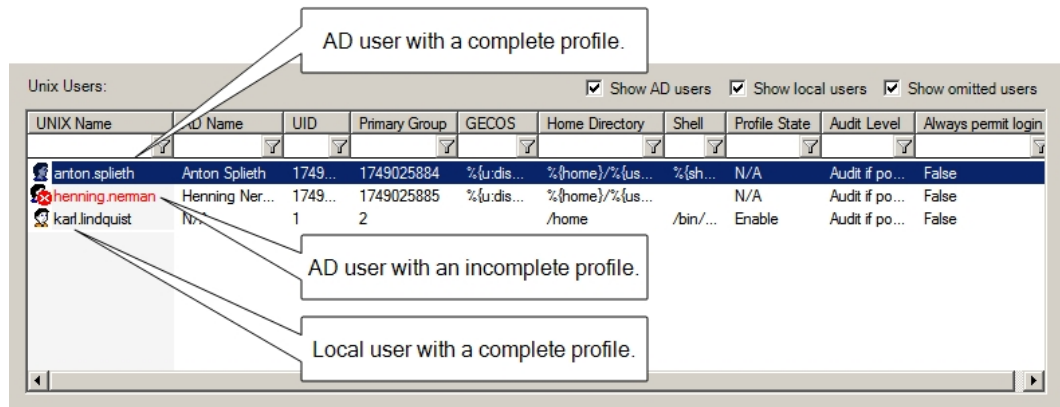 AD user with a complete profile.
Unix Users:
Show AD users
Show local users
Show omitted users
UNIX Name AD Name UID Primary Group GECOS Home Directory Shell Profile State Audit Level Always permit login
anton.splieth Anton Splieth 1749... 1749025884 %{u:dis... %{home}/%{us... %{sh... N/A Audit if po... False
henning.nerman Henning Ner... 1749... 1749025885 %{u:dis... %{home}/%{us... N/A Audit if po... False
karl.lindquist N/A 1 2 /home /bin/... Enable Audit if po... False
AD user with an incomplete profile.
Local user with a complete profile.